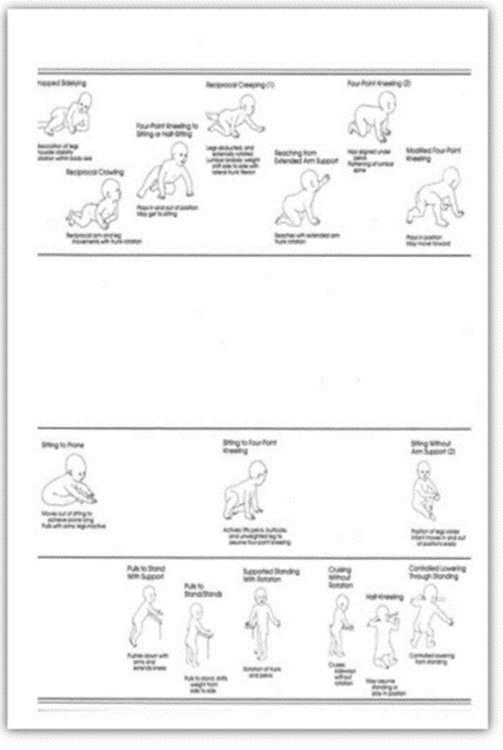 Propped Sidelying
Dissociation of legs
Shoulder stability
Rotation within body axis
Reciprocal Crawling
Reciprocal arm and leg
movements with trunk rotation
Four-Point Kneeling to
Sitting or Half-Sitting
Plays in and out of position
May get to sitting
Reciprocal Creeping (1)
Legs abducted, and
externally rotated
Lumbar lordosis; weight
shift side to side with
lateral trunk flexion
Reaching from
Extended Arm Support
Reaches with extended arm
Trunk rotation
Four-Point Kneeling (2)
Hips aligned under
pelvis
Flattening of lumbar
spine
Modified Four-Point
Kneeling
Plays in position
May move forward
Sitting to Prone
Moves out of sitting to
achieve prone lying
Pulls with arms; legs inactive
Sitting to Four-Point
Kneeling
Actively lifts pelvis, buttocks,
and unweighted leg to
assume four-point kneeling
Sitting Without
Arm Support (2)
Position of legs varies
Infant moves in and out
of positions easily
Pulls to Stand
With Support
Pushes down with
arms and
extends knees
Pulls to
Stand/Stands
Pulls to stand; shifts
weight from
side to side
Supported Standing
With Rotation
Rotation of trunk
and pelvis
Cruising
Without
Rotation
Cruises
sideways
without
rotation
Half-Kneeling
May assume
standing or
play in position
Controlled Lowering
Through Standing
Controlled lowering
from standing